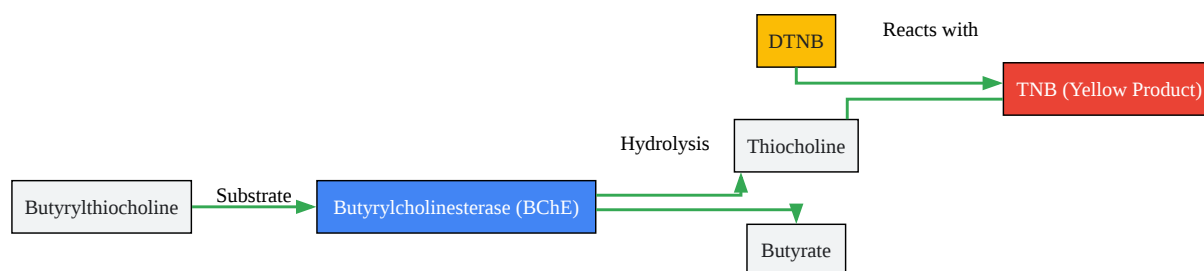 DTNB
Reacts with
TNB (Yellow Product)
Hydrolysis
Thiocholine
Butyrylthiocholine
Substrate
Butyrylcholinesterase (BChE)
Butyrate